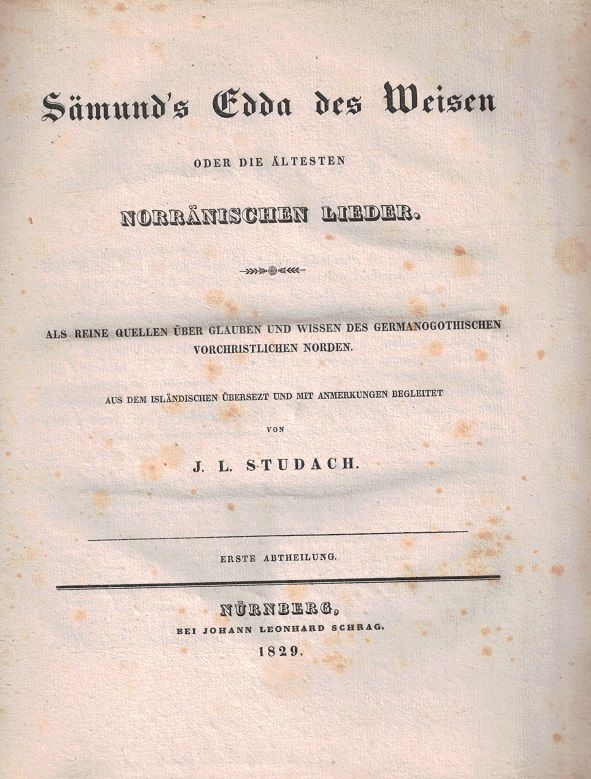 Sämund's Edda des Weisen
ODER DIE ÄLTESTEN
NORRÄNISCHEN LIEDER.
ALS REINE QUELLEN ÜBER GLAUBEN UND WISSEN DES GERMANOGOTHISCHEN
VORCHRISTLICHEN NORDEN.
AUS DEM ISLÄNDISCHEN ÜBERSEZT UND MIT ANMERKUNGEN BEGLEITET
VON
J. L. STUDACH.
ERSTE ABTHEILUNG.
NÜRNBERG,
BEI JOHANN LEONHARD SCHRAG.
1829.